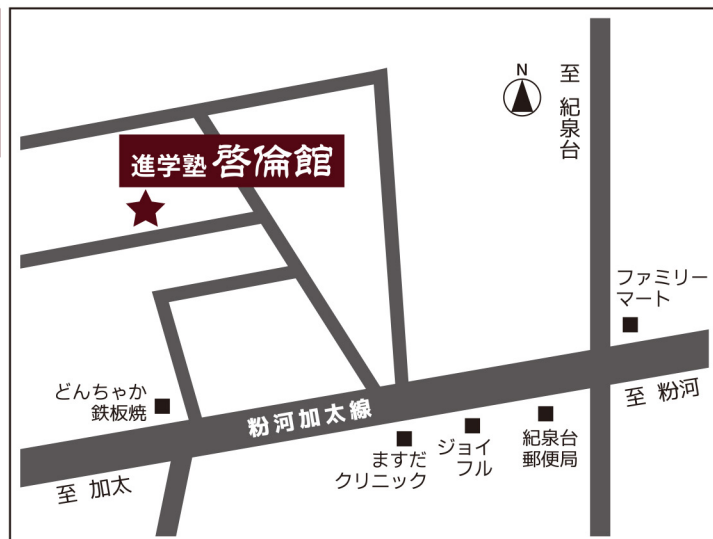 N
至 紀泉台
進学塾 啓倫館
ファミリー
マート
至 粉河
どんちゃか
鉄板焼
粉河加太線
紀泉台
郵便局
ジョイ
フル
ますだ
クリニック
至 加太